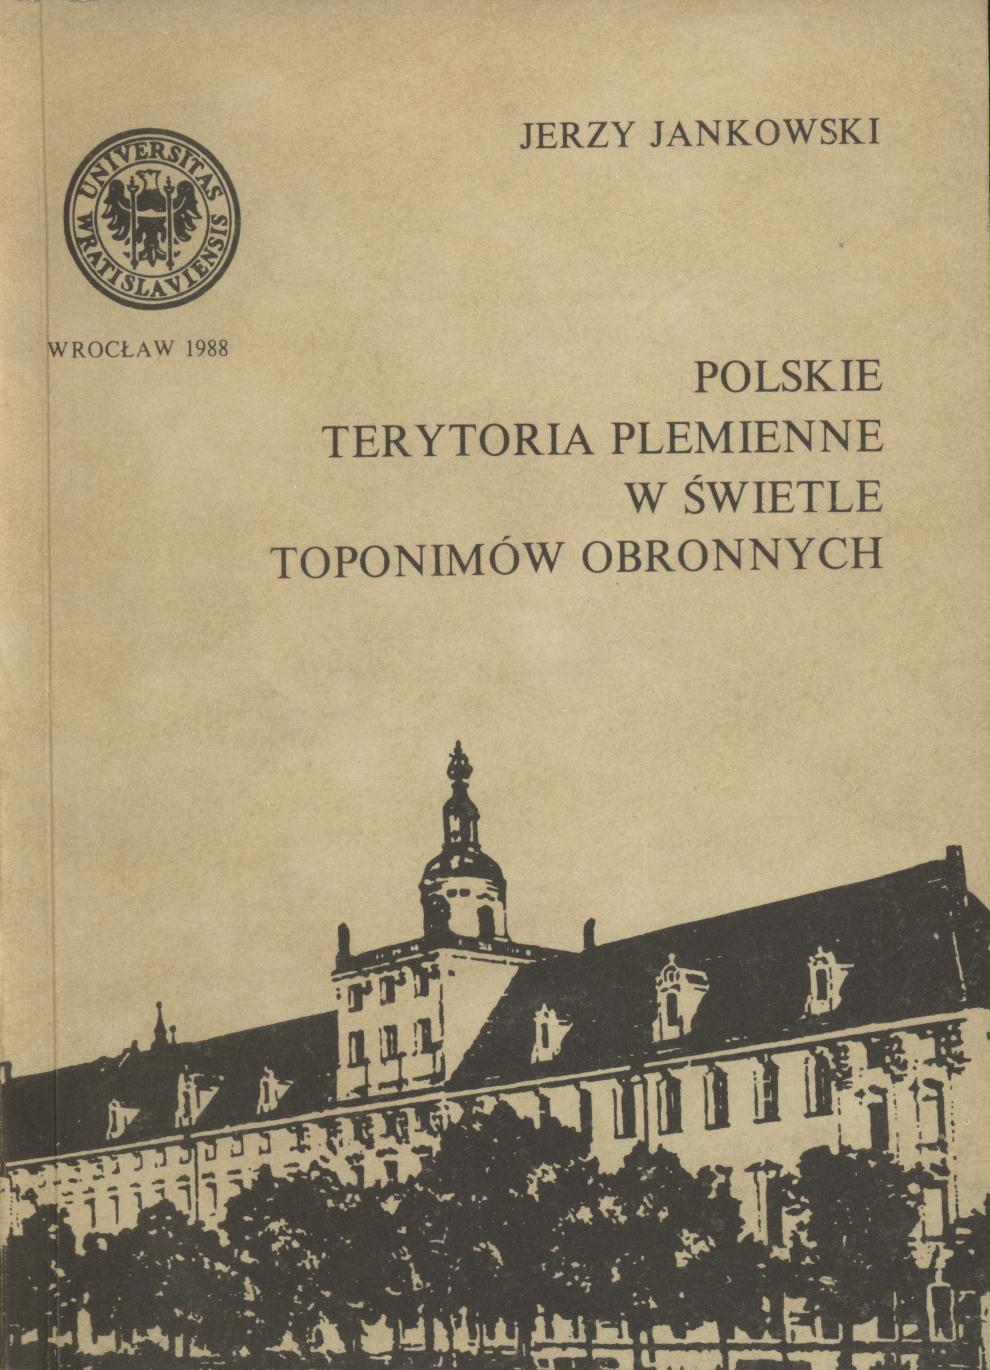 JERZY JANKOWSKI
UNIVERSITAS
WRATISLAVIENSIS
WROCŁAW 1988
POLSKIE
TERYTORIA PLEMIENNE
W ŚWIETLE
TOPONIMÓW OBRONNYCH